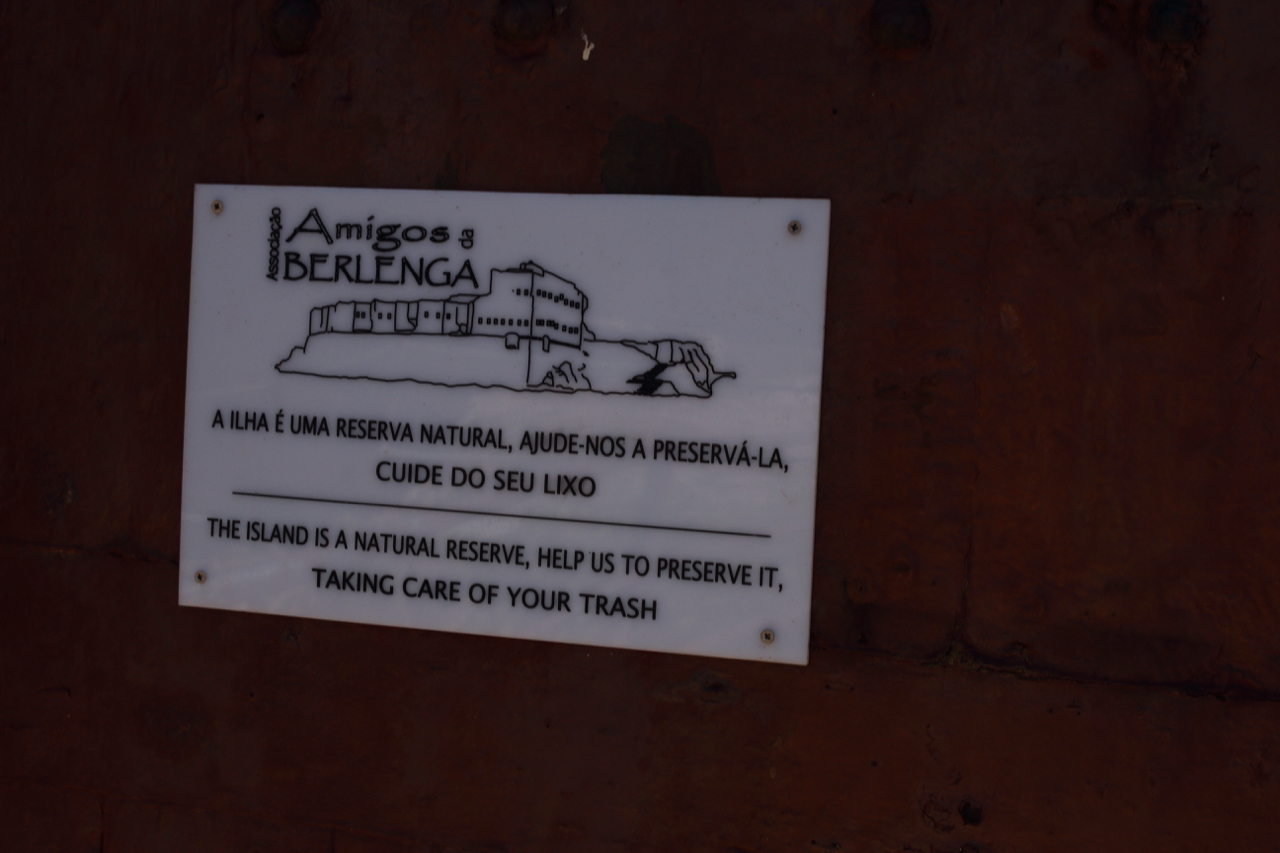 Associação
Amigos da
BERLENGA
A ILHA É UMA RESERVA NATURAL, AJUDE-NOS A PRESERVÁ-LA,
CUIDE DO SEU LIXO
THE ISLAND IS A NATURAL RESERVE, HELP US TO PRESERVE IT,
TAKING CARE OF YOUR TRASH